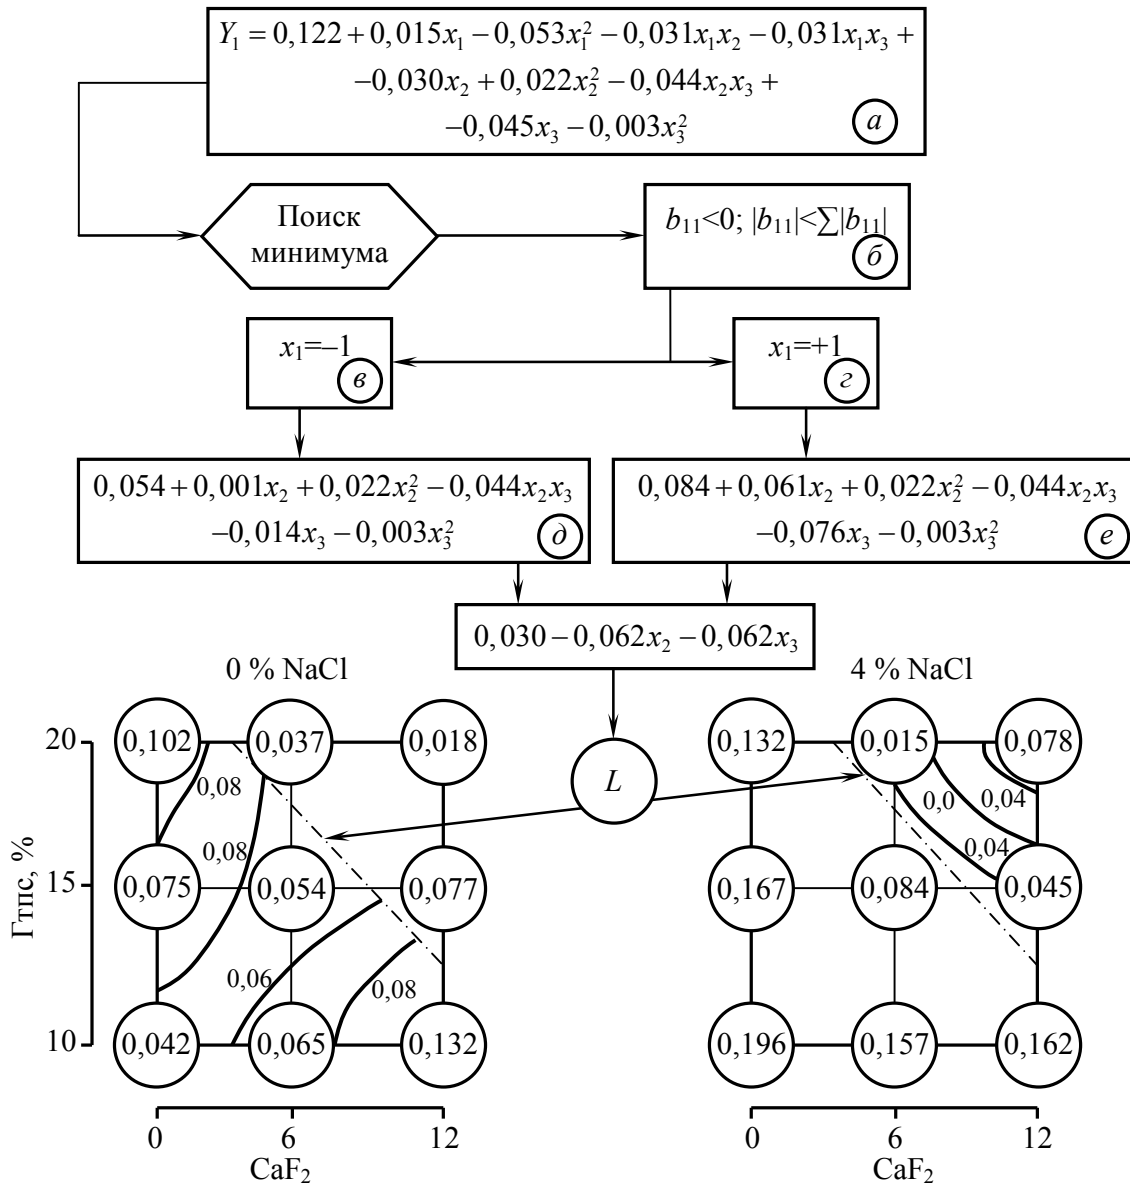 Y₁ = 0,122 + 0,015x₁ − 0,053x₁² − 0,031x₁x₂ − 0,031x₁x₃ +
−0,030x₂ + 0,022x₂² − 0,044x₂x₃ +
−0,045x₃ − 0,003x₃²
а
Поиск
минимума
b₁₁<0; |b₁₁|<∑|b₁₁|
б
x₁=–1
в
x₁=+1
г
0,054 + 0,001x₂ + 0,022x₂² − 0,044x₂x₃
−0,014x₃ − 0,003x₃²
д
0,084 + 0,061x₂ + 0,022x₂² − 0,044x₂x₃
−0,076x₃ − 0,003x₃²
е
0,030 − 0,062x₂ − 0,062x₃
L
0 % NaCl
Гтпс, %
20
15
10
0,102
0,037
0,018
0,08
0,08
0,075
0,054
0,077
0,06
0,08
0,042
0,065
0,132
0
6
12
CaF₂
4 % NaCl
0,132
0,015
0,078
0,0
0,04
0,04
0,167
0,084
0,045
0,196
0,157
0,162
0
6
12
CaF₂